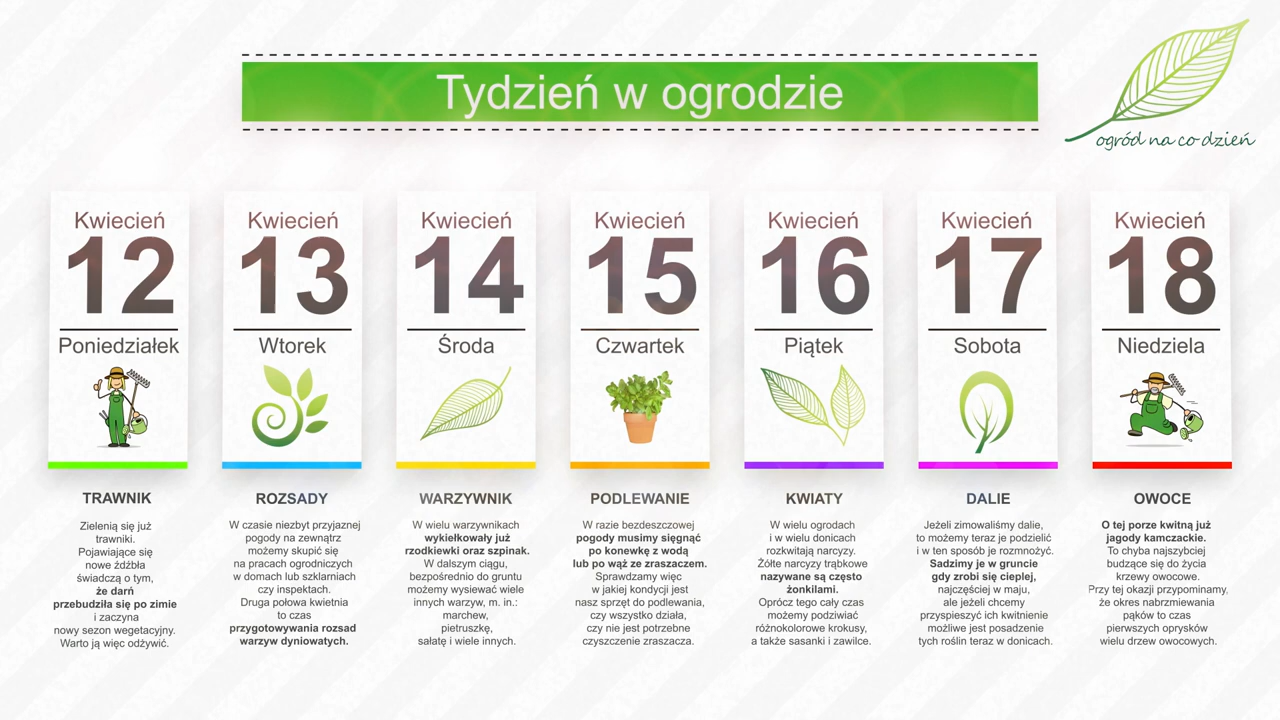 Tydzień w ogrodzie
ogród na co dzień
Kwiecień
12
Poniedziałek
TRAWNIK
Zielenią się już
trawniki.
Pojawiające się
nowe źdźbła
świadczą o tym,
że darń
przebudziła się po zimie
i zaczyna
nowy sezon wegetacyjny.
Warto ją więc odżywić.
Kwiecień
13
Wtorek
ROZSADY
W czasie niezbyt przyjaznej
pogody na zewnątrz
możemy skupić się
na pracach ogrodniczych
w domach lub szklarniach
czy inspektach.
Druga połowa kwietnia
to czas
przygotowywania rozsad
warzyw dyniowatych.
Kwiecień
14
Środa
WARZYWNIK
W wielu warzywnikach
wykiełkowały już
rzodkiewki oraz szpinak.
W dalszym ciągu,
bezpośrednio do gruntu
możemy wysiewać wiele
innych warzyw, m. in.:
marchew,
pietruszkę,
sałatę i wiele innych.
Kwiecień
15
Czwartek
PODLEWANIE
W razie bezdeszczowej
pogody musimy sięgnąć
po konewkę z wodą
lub po wąż ze zraszaczem.
Sprawdzamy więc
w jakiej kondycji jest
nasz sprzęt do podlewania,
czy wszystko działa,
czy nie jest potrzebne
czyszczenie zraszacza.
Kwiecień
16
Piątek
KWIATY
W wielu ogrodach
i w wielu donicach
rozkwitają narcyzy.
Żółte narcyzy trąbkowe
nazywane są często
żonkilami.
Oprócz tego cały czas
możemy podziwiać
różnokolorowe krokusy,
a także sasanki i zawilce.
Kwiecień
17
Sobota
DALIE
Jeżeli zimowaliśmy dalie,
to możemy teraz je podzielić
i w ten sposób je rozmnożyć.
Sadzimy je w gruncie
gdy zrobi się cieplej,
najczęściej w maju,
ale jeżeli chcemy
przyspieszyć ich kwitnienie
możliwe jest posadzenie
tych roślin teraz w donicach.
Kwiecień
18
Niedziela
OWOCE
O tej porze kwitną już
jagody kamczackie.
To chyba najszybciej
budzące się do życia
krzewy owocowe.
Przy tej okazji przypominamy,
że okres nabrzmiewania
pąków to czas
pierwszych oprysków
wielu drzew owocowych.